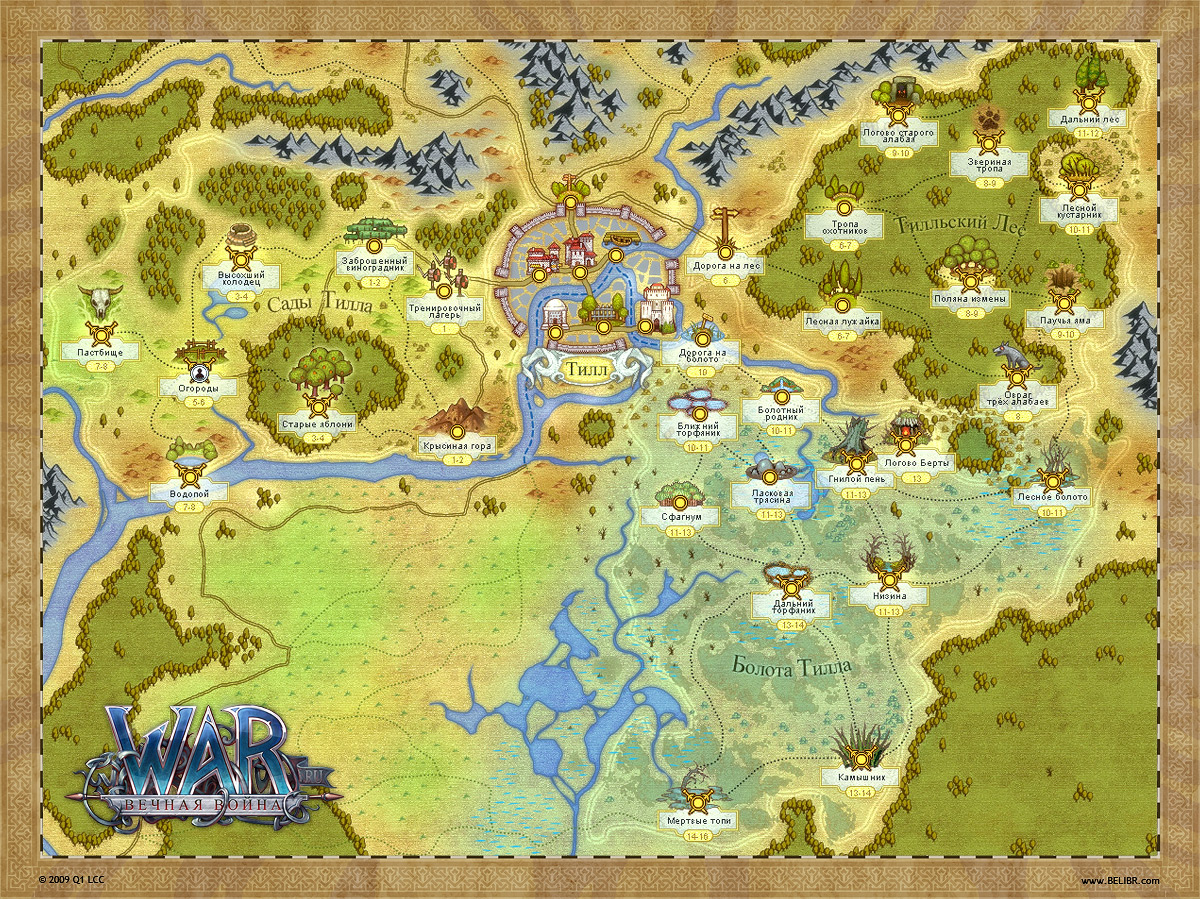 Дальний лес
11-12
Логово старого
алабая
9-10
Звериная
тропа
8-9
Лесной
кустарник
10-11
Тропа
охотников
6-7
Тилльский Лес
Дорога на лес
6
Высохший
колодец
3-4
Заброшенный
виноградник
1-2
Сады Тилла
Тренировочный
лагерь
1
Поляна измены
8-9
Лесная лужайка
6-7
Паучья яма
9-10
Пастбище
7-8
Дорога на
болото
10
Тилл
Огороды
5-6
Овраг
трёх алабаев
8
Старые яблони
3-4
Болотный
родник
10-11
Ближний
торфяник
10-11
Крысиная гора
1-2
Логово Берты
13
Гнилой пень
11-13
Водопой
7-8
Ласковая
трясина
11-13
Лесное болото
10-11
Сфагнум
11-13
Низина
11-13
Дальний
торфяник
13-14
Болота Тилла
Камышник
13-14
WAR
.RU
ВЕЧНАЯ ВОЙНА
Мертвые топи
14-16
© 2009 Q1 LCC
www.BELIBR.com